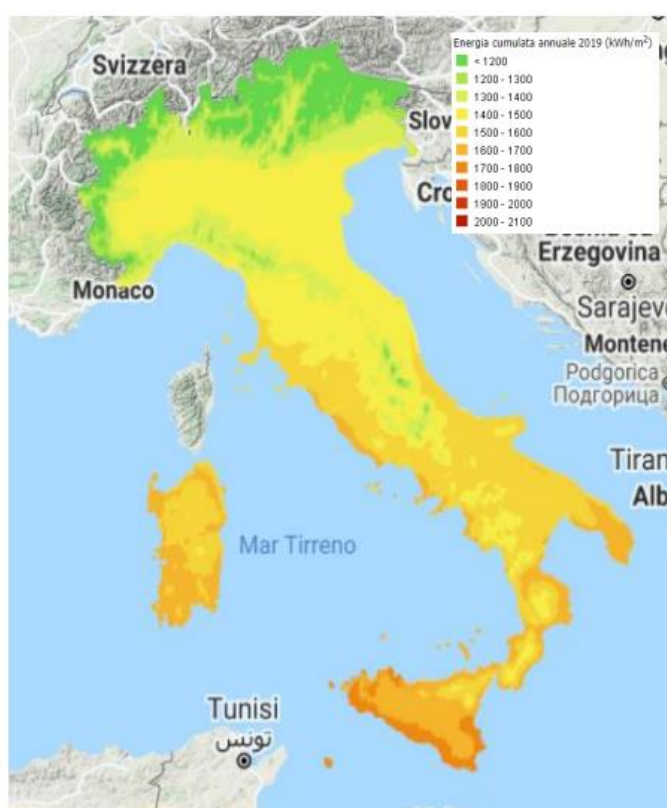 Energia cumulata annuale 2019 (kWh/m²)
< 1200
1200 - 1300
1300 - 1400
1400 - 1500
1500 - 1600
1600 - 1700
1700 - 1800
1800 - 1900
1900 - 2000
2000 - 2100
Svizzera
Slov
Cro
Erzegovina
Monaco
Sarajevo
Montene
Podgorica
Подгорица
Tiran
Alb
Mar Tirreno
Tunisi
تونس